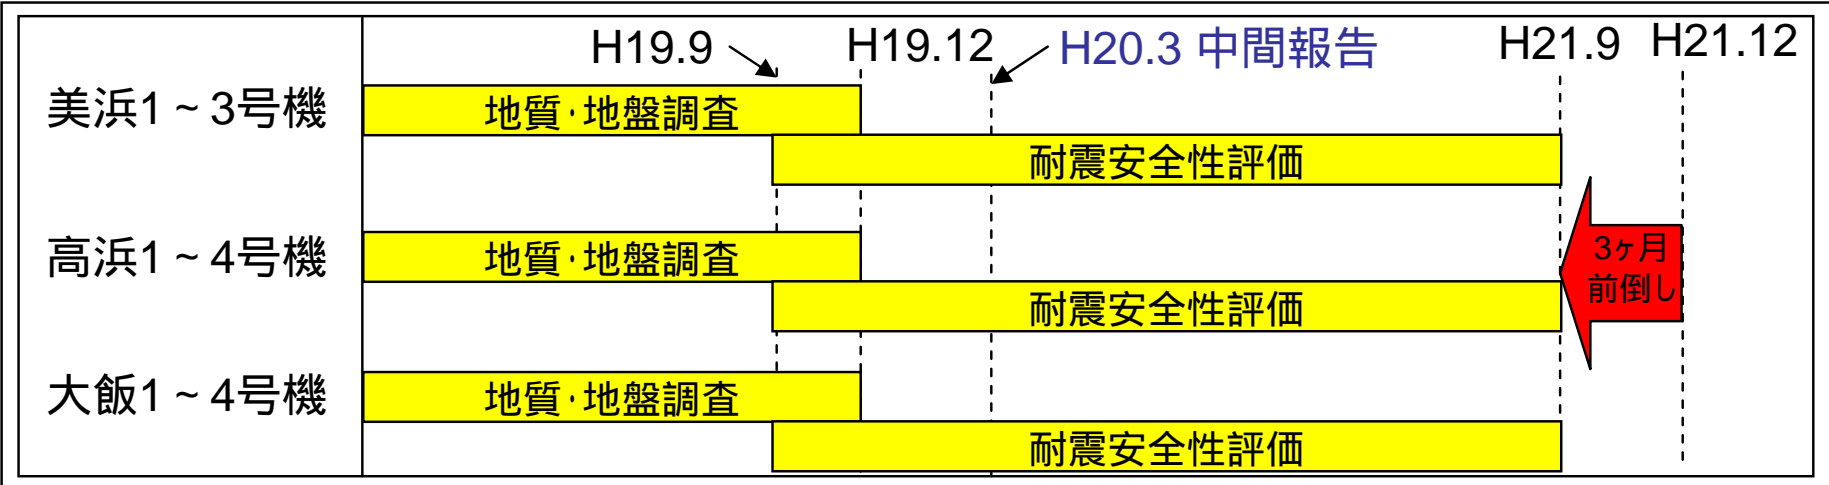 H19.9
H19.12
H20.3 中間報告
H21.9
H21.12
美浜1~3号機
地質・地盤調査
耐震安全性評価
高浜1~4号機
地質・地盤調査
耐震安全性評価
3ヶ月
前倒し
大飯1~4号機
地質・地盤調査
耐震安全性評価